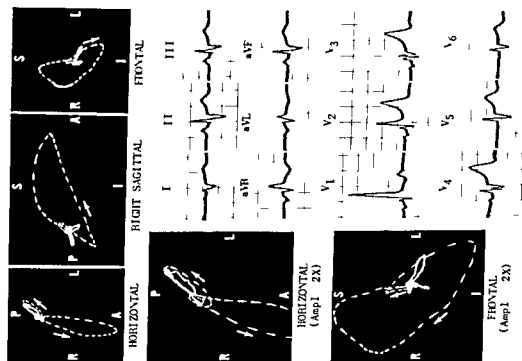 P S S
R L P A R L
A I I
HORIZONTAL RIGHT SAGITTAL FRONTAL
P
R L
A
HORIZONTAL
(Ampl 2X)
I II III
aVR aVL aVF
S
R L
I
FRONTAL
(Ampl 2X)
V1 V2 V3
V4 V5 V6